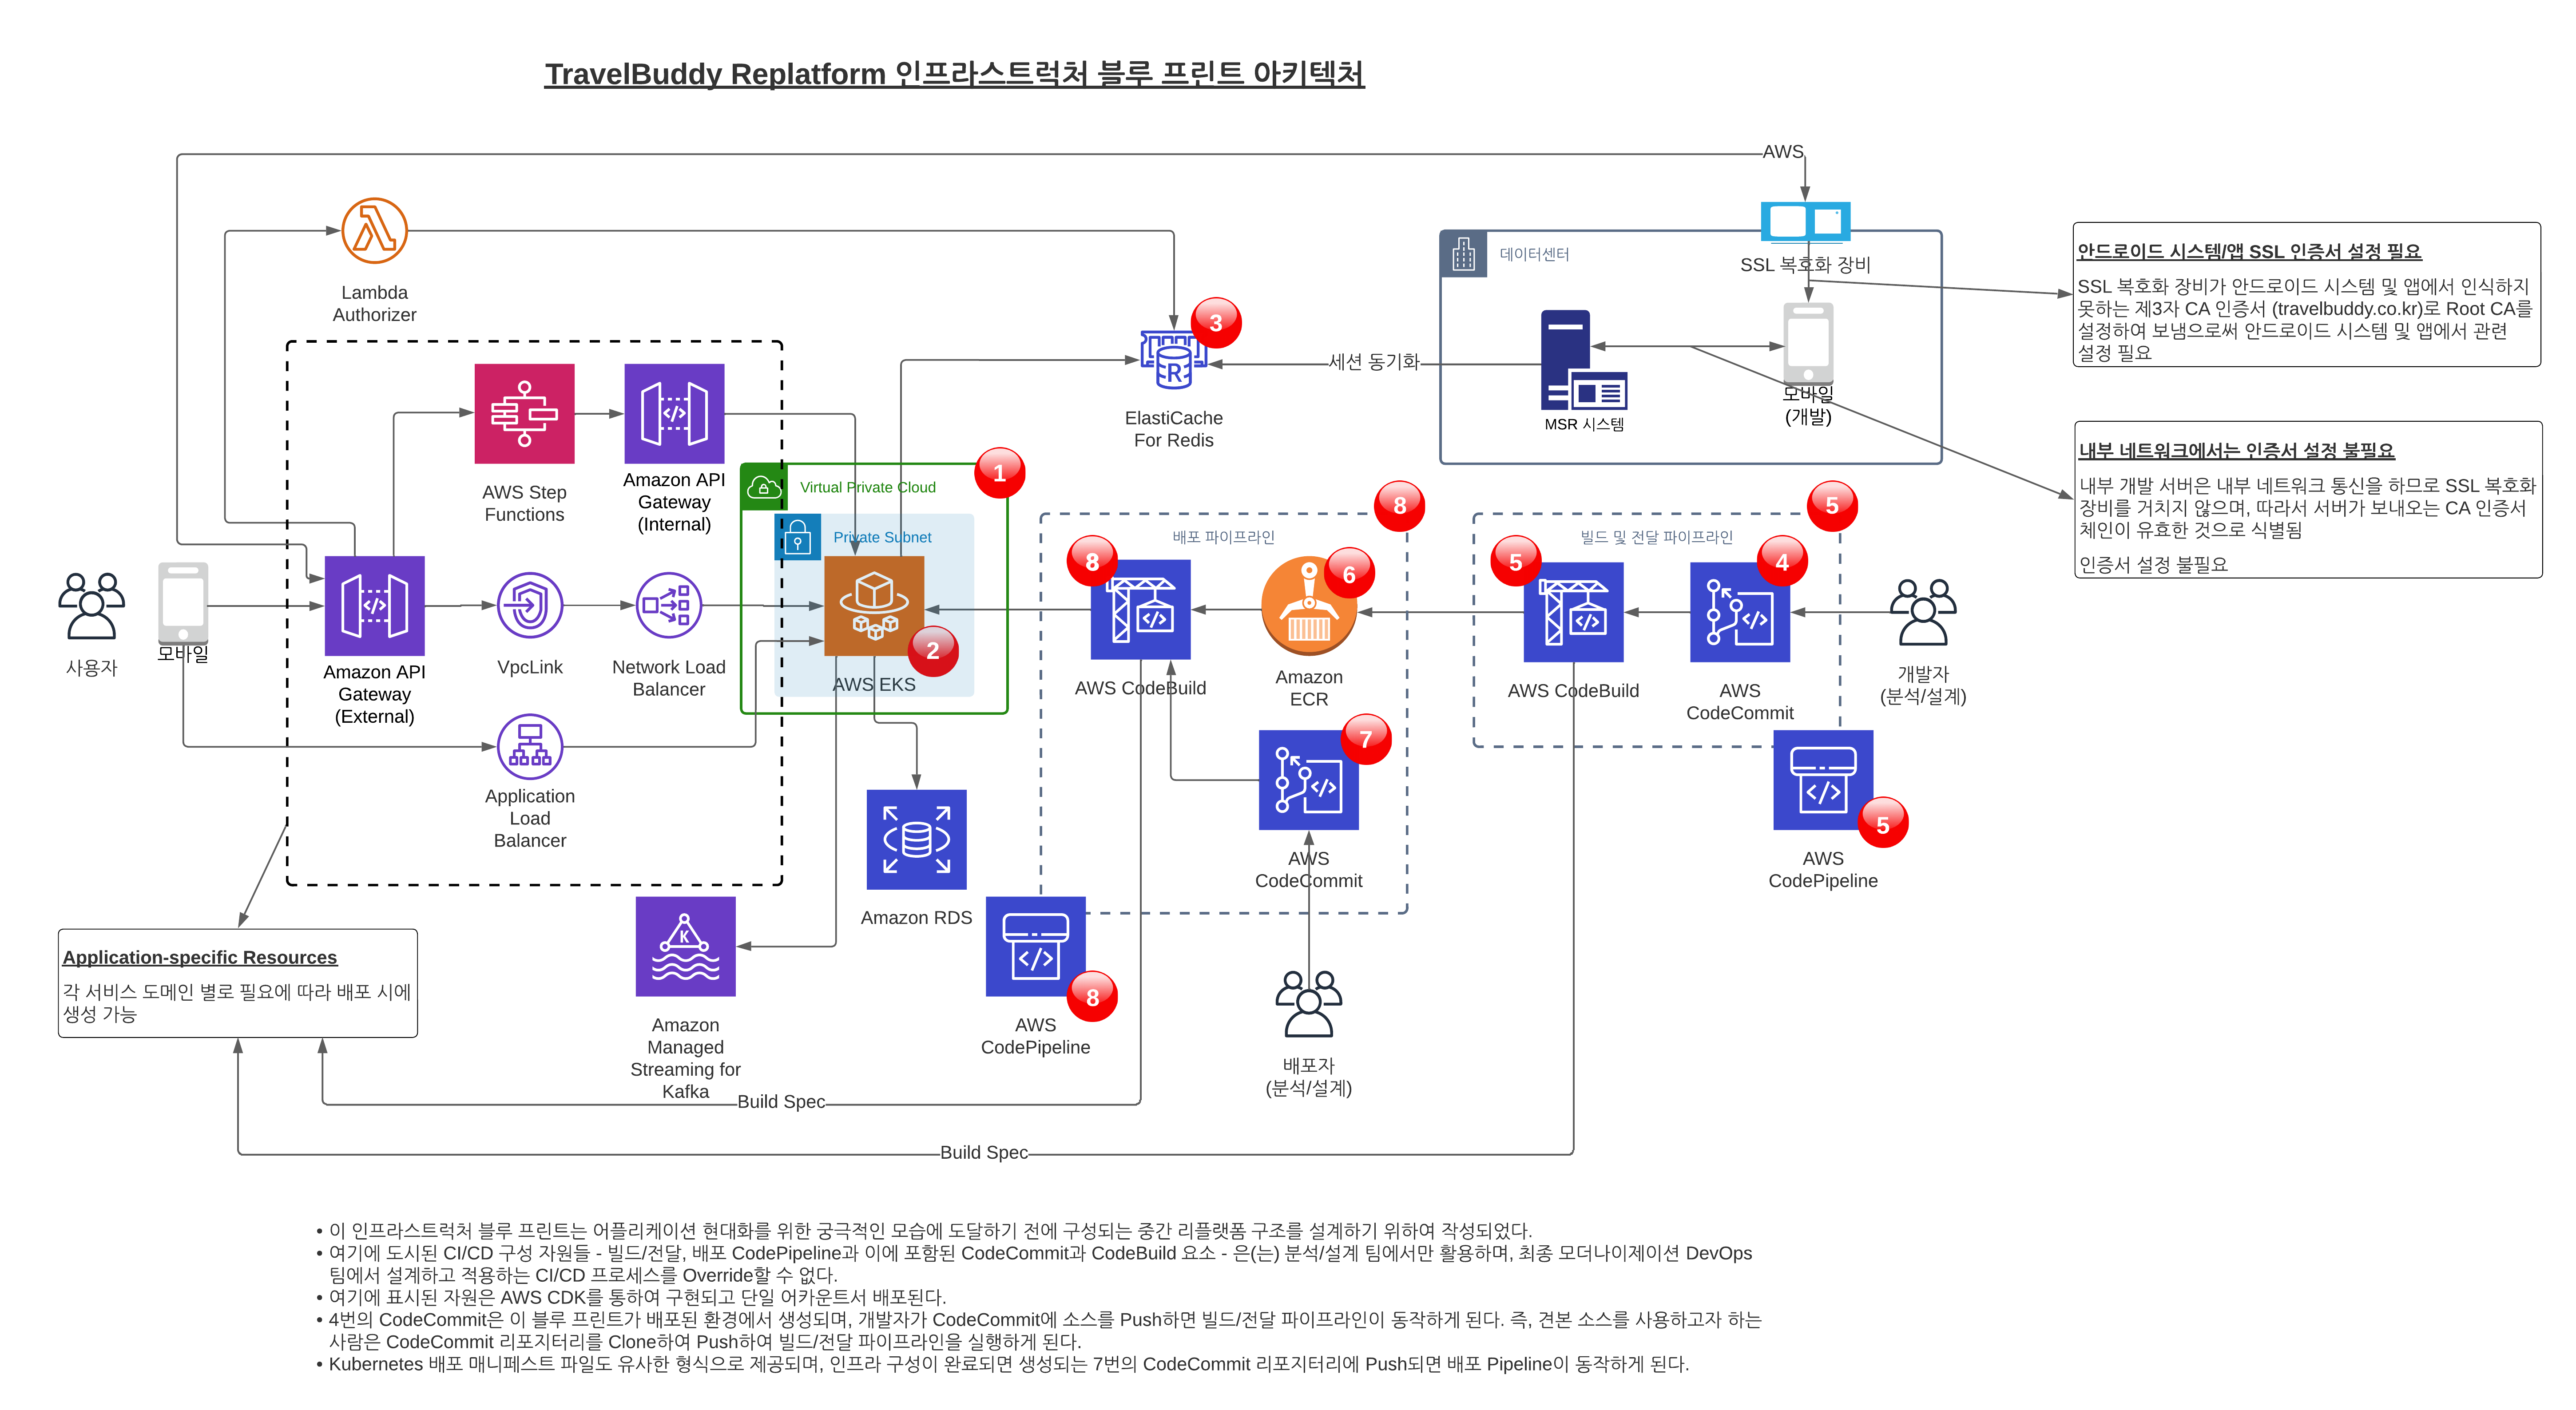 TravelBuddy Replatform 인프라스트럭처 블루 프린트 아키텍처
AWS
Lambda
Authorizer
데이터센터
SSL 복호화 장비
안드로이드 시스템/앱 SSL 인증서 설정 필요
SSL 복호화 장비가 안드로이드 시스템 및 앱에서 인식하지
못하는 제3자 CA 인증서 (travelbuddy.co.kr)로 Root CA를
설정하여 보냄으로써 안드로이드 시스템 및 앱에서 관련
설정 필요
3
R
ElastiCache
For Redis
세션 동기화
MSR 시스템
모바일
(개발)
내부 네트워크에서는 인증서 설정 불필요
내부 개발 서버은 내부 네트워크 통신을 하므로 SSL 복호화
장비를 거치지 않으며, 따라서 서버가 보내오는 CA 인증서
체인이 유효한 것으로 식별됨
인증서 설정 불필요
AWS Step
Functions
Amazon API
Gateway
(Internal)
1
Virtual Private Cloud
Private Subnet
8
배포 파이프라인
5
빌드 및 전달 파이프라인
사용자
모바일
Amazon API
Gateway
(External)
VpcLink
Network Load
Balancer
2
AWS EKS
8
AWS CodeBuild
6
Amazon
ECR
5
AWS CodeBuild
4
AWS
CodeCommit
개발자
(분석/설계)
Application
Load
Balancer
7
AWS
CodeCommit
5
AWS
CodePipeline
Amazon RDS
Application-specific Resources
각 서비스 도메인 별로 필요에 따라 배포 시에
생성 가능
K
Amazon
Managed
Streaming for
Kafka
8
AWS
CodePipeline
배포자
(분석/설계)
Build Spec
Build Spec
• 이 인프라스트럭처 블루 프린트는 어플리케이션 현대화를 위한 궁극적인 모습에 도달하기 전에 구성되는 중간 리플랫폼 구조를 설계하기 위하여 작성되었다.
• 여기에 도시된 CI/CD 구성 자원들 - 빌드/전달, 배포 CodePipeline과 이에 포함된 CodeCommit과 CodeBuild 요소 - 은(는) 분석/설계 팀에서만 활용하며, 최종 모더나이제이션 DevOps
팀에서 설계하고 적용하는 CI/CD 프로세스를 Override할 수 없다.
• 여기에 표시된 자원은 AWS CDK를 통하여 구현되고 단일 어카운트서 배포된다.
• 4번의 CodeCommit은 이 블루 프린트가 배포된 환경에서 생성되며, 개발자가 CodeCommit에 소스를 Push하면 빌드/전달 파이프라인이 동작하게 된다. 즉, 견본 소스를 사용하고자 하는
사람은 CodeCommit 리포지터리를 Clone하여 Push하여 빌드/전달 파이프라인을 실행하게 된다.
• Kubernetes 배포 매니페스트 파일도 유사한 형식으로 제공되며, 인프라 구성이 완료되면 생성되는 7번의 CodeCommit 리포지터리에 Push되면 배포 Pipeline이 동작하게 된다.